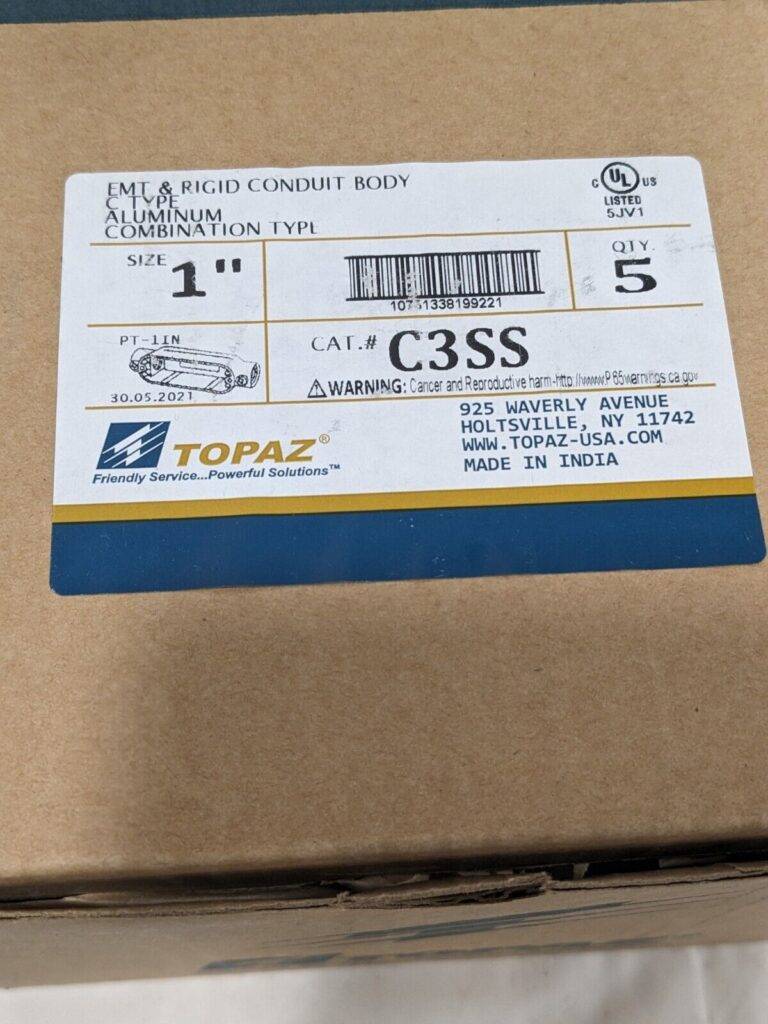 EMT & RIGID CONDUIT BODY
C TYPE
ALUMINUM
COMBINATION TYPE
C UL US
LISTED
5JV1
SIZE 1"
QTY.
5
PT-1IN
30.05.2021
CAT.# C3SS
WARNING: Cancer and Reproductive harm-http://www.P65warnings.ca.gov
TOPAZ®
Friendly Service...Powerful Solutions™
925 WAVERLY AVENUE
HOLTSVILLE, NY 11742
WWW.TOPAZ-USA.COM
MADE IN INDIA